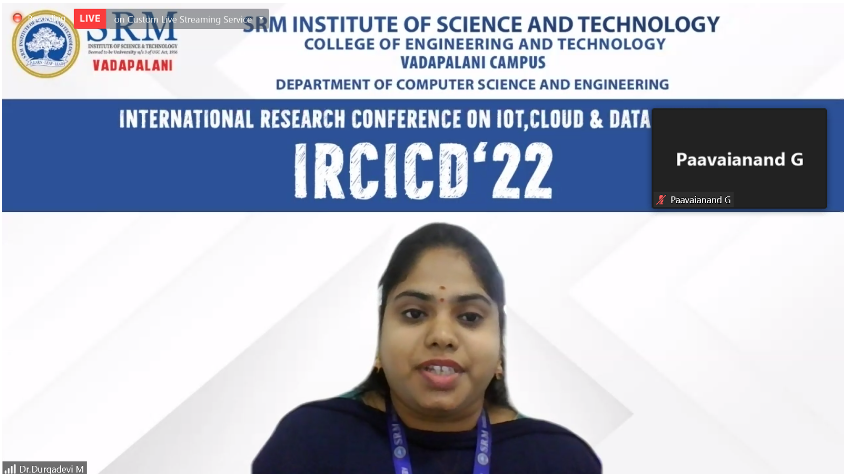 LIVE
on Custom Live Streaming Service
SRM
INSTITUTE OF SCIENCE & TECHNOLOGY
VADAPALANI
SRM INSTITUTE OF SCIENCE AND TECHNOLOGY
COLLEGE OF ENGINEERING AND TECHNOLOGY
VADAPALANI CAMPUS
DEPARTMENT OF COMPUTER SCIENCE AND ENGINEERING
INTERNATIONAL RESEARCH CONFERENCE ON IOT,CLOUD & DATA
IRCICD‘22
Paavaianand G
Paavaianand G
SRM
SRM
Dr.Durgadevi M